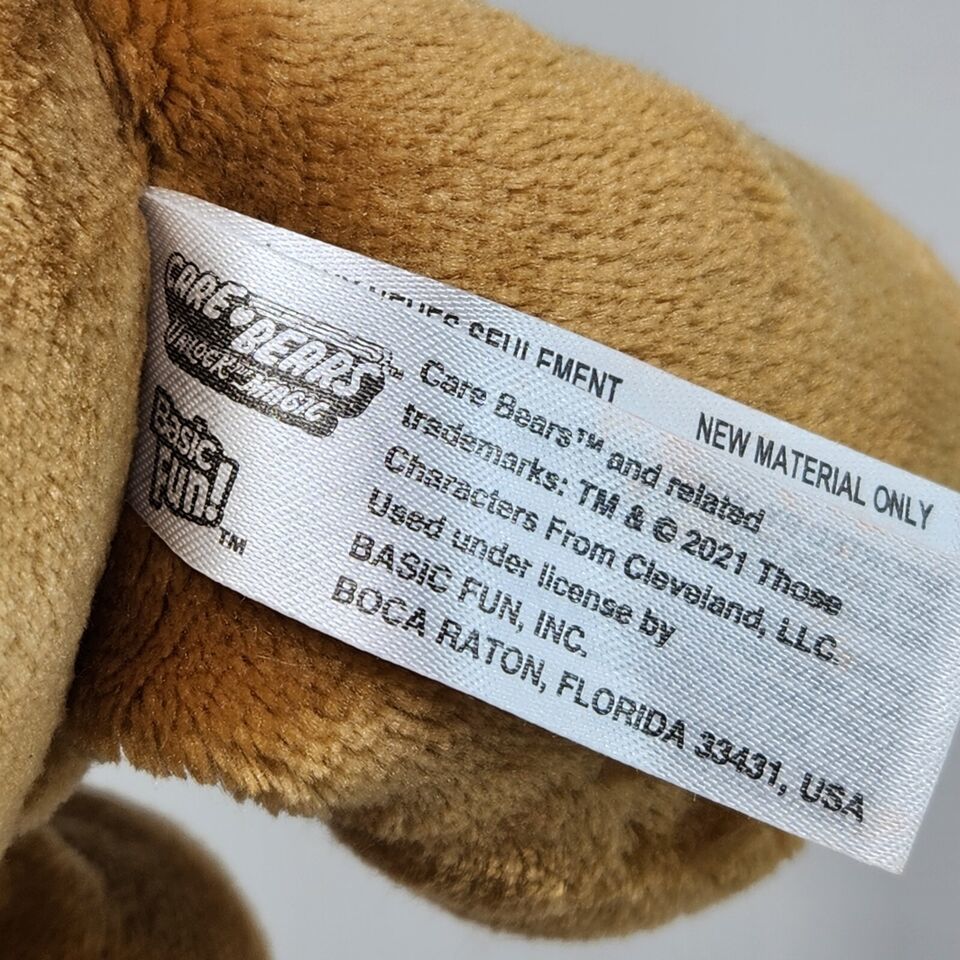 CARE BEARS
UNLOCK THE MAGIC
Basic
Fun!™
SEULEMENT
NEW MATERIAL ONLY
Care Bears™ and related
trademarks: TM & © 2021 Those
Characters From Cleveland, LLC.
Used under license by
BASIC FUN, INC.
BOCA RATON, FLORIDA 33431, USA